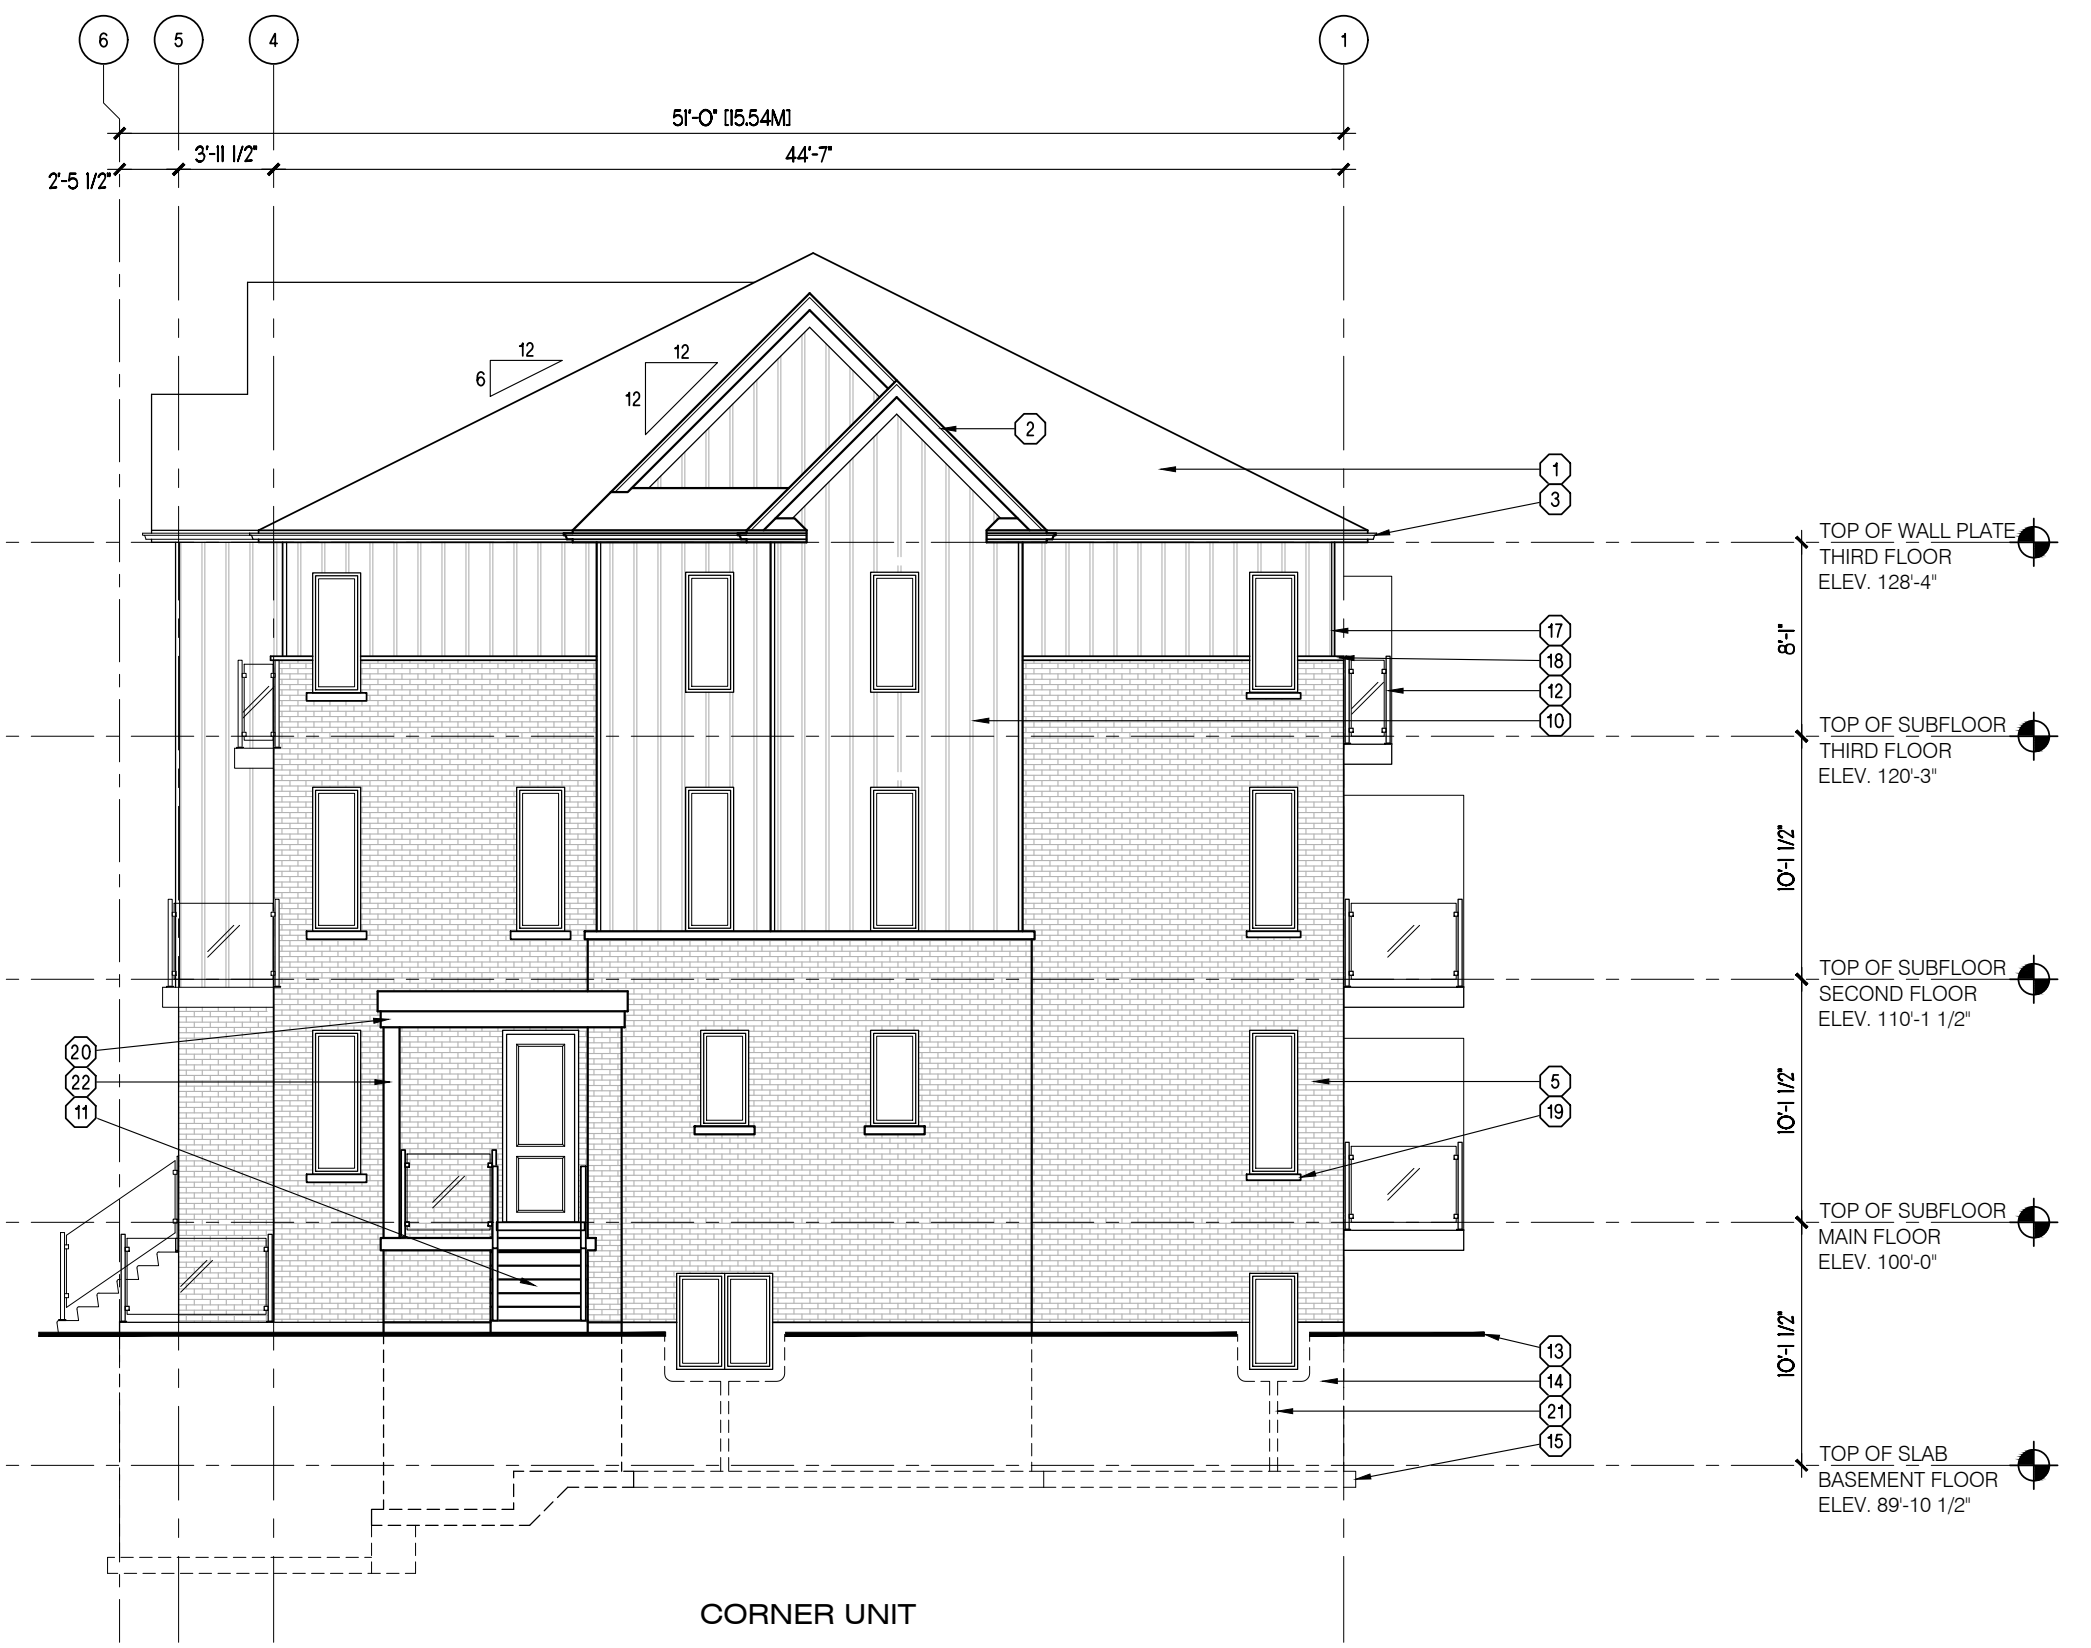 6 5 4 1
51'-0" [15.54M]
3'-11 1/2" 44'-7"
2'-5 1/2"
12
6
12
12
2
1
3
TOP OF WALL PLATE
THIRD FLOOR
ELEV. 128'-4"
8'-1"
17
18
12
10
TOP OF SUBFLOOR
THIRD FLOOR
ELEV. 120'-3"
10'-1 1/2"
TOP OF SUBFLOOR
SECOND FLOOR
ELEV. 110'-1 1/2"
20
22
11
5
19
10'-1 1/2"
TOP OF SUBFLOOR
MAIN FLOOR
ELEV. 100'-0"
10'-1 1/2"
13
14
21
15
TOP OF SLAB
BASEMENT FLOOR
ELEV. 89'-10 1/2"
CORNER UNIT